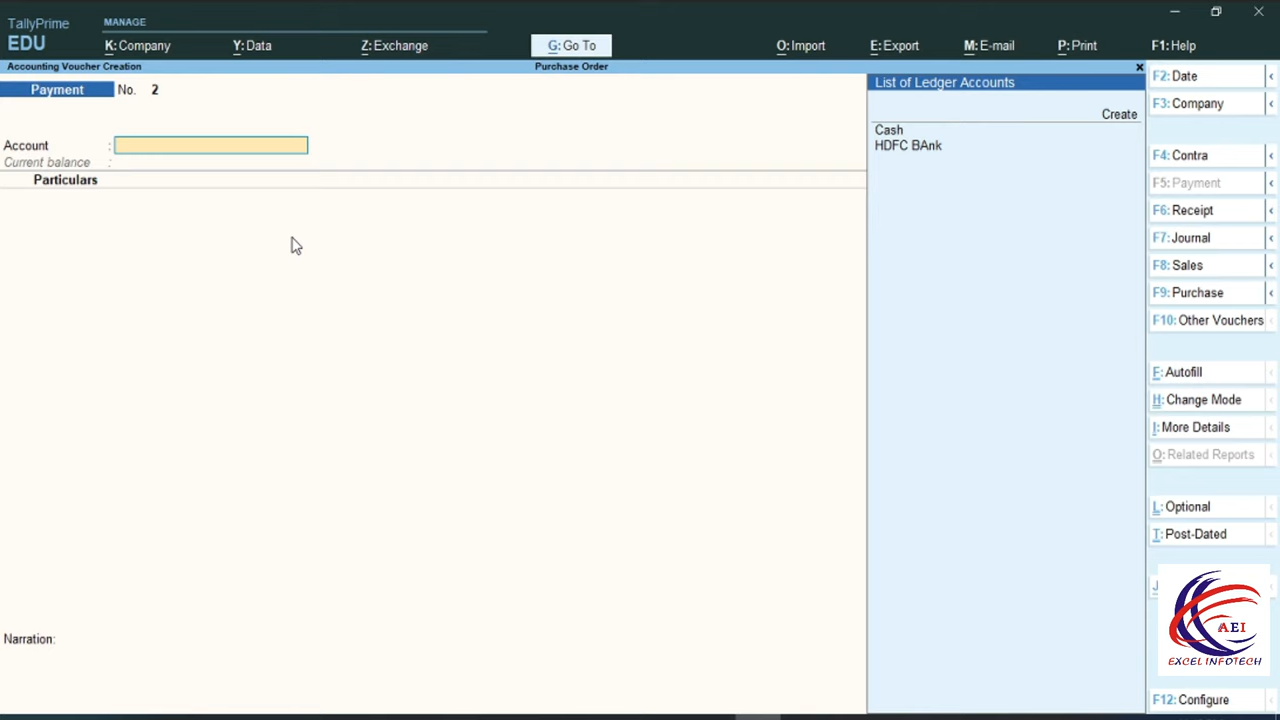 TallyPrime
EDU
MANAGE
K: Company
Y: Data
Z: Exchange
G: Go To
O: Import
E: Export
M: E-mail
P: Print
F1: Help
Accounting Voucher Creation
Purchase Order
Payment No. 2
Account :
Current balance :
Particulars
Narration:
List of Ledger Accounts
Create
Cash
HDFC BAnk
F2: Date
F3: Company
F4: Contra
F5: Payment
F6: Receipt
F7: Journal
F8: Sales
F9: Purchase
F10: Other Vouchers
F: Autofill
H: Change Mode
I: More Details
O: Related Reports
L: Optional
T: Post-Dated
AEI
EXCEL INFOTECH
F12: Configure